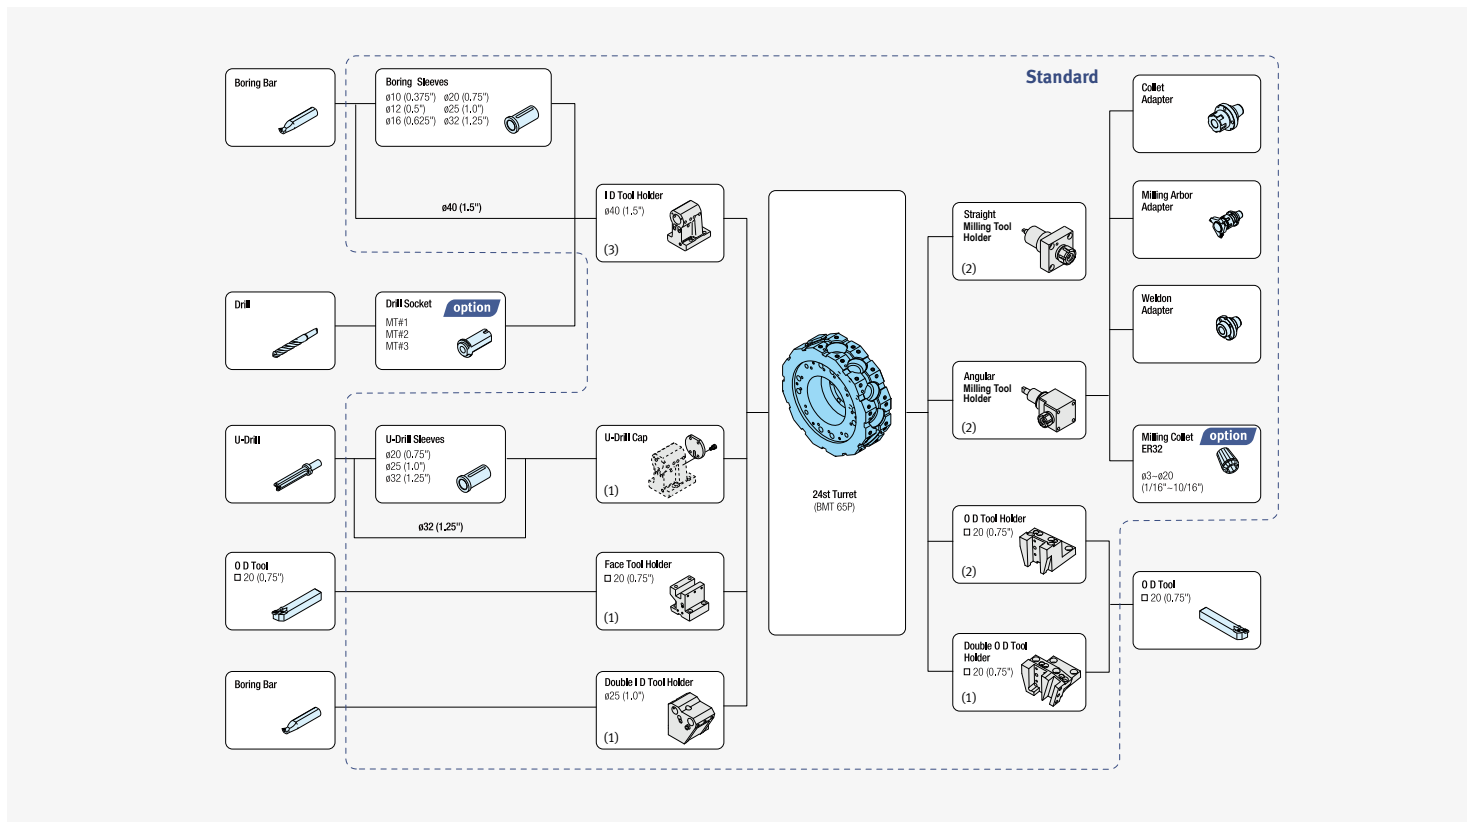 Standard
Boring Bar
Boring Sleeves
ø10 (0.375") ø20 (0.75")
ø12 (0.5") ø25 (1.0")
ø16 (0.625") ø32 (1.25")
ø40 (1.5")
I D Tool Holder
ø40 (1.5")
(3)
Drill
Drill Socket
option
MT#1
MT#2
MT#3
U-Drill
U-Drill Sleeves
ø20 (0.75")
ø25 (1.0")
ø32 (1.25")
ø32 (1.25")
U-Drill Cap
(1)
O D Tool
□ 20 (0.75")
Face Tool Holder
□ 20 (0.75")
(1)
Boring Bar
Double I D Tool Holder
ø25 (1.0")
(1)
24st Turret
(BMT 65P)
Straight
Milling Tool
Holder
(2)
Angular
Milling Tool
Holder
(2)
O D Tool Holder
□ 20 (0.75")
(2)
Double O D Tool
Holder
□ 20 (0.75")
(1)
Collet
Adapter
Milling Arbor
Adapter
Weldon
Adapter
Milling Collet
ER32
option
ø3~ø20
(1/16"~10/16")
O D Tool
□ 20 (0.75")